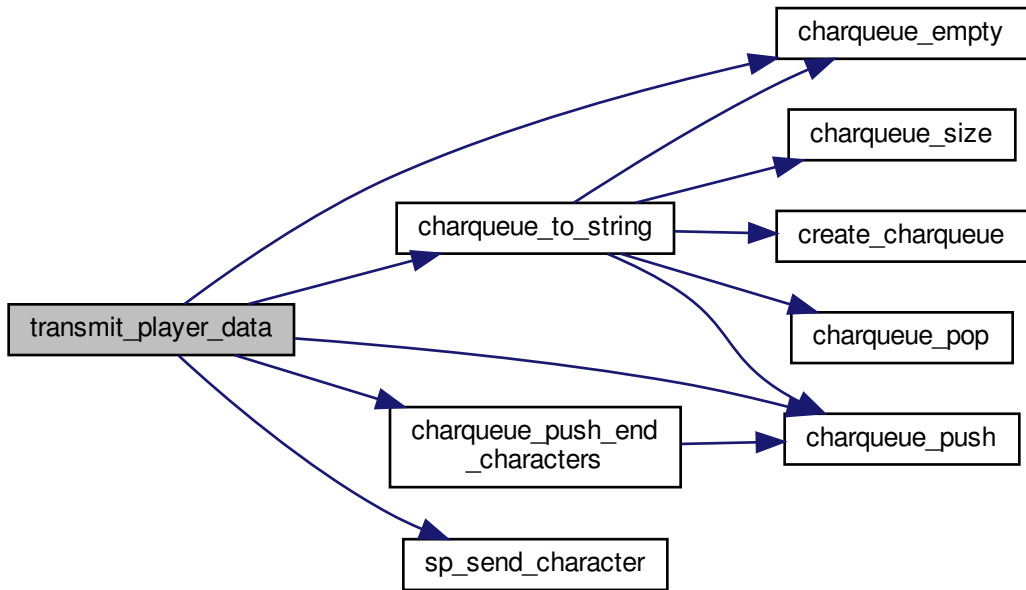 charqueue_empty
charqueue_size
charqueue_to_string
create_charqueue
transmit_player_data
charqueue_pop
charqueue_push_end
_characters
charqueue_push
sp_send_character